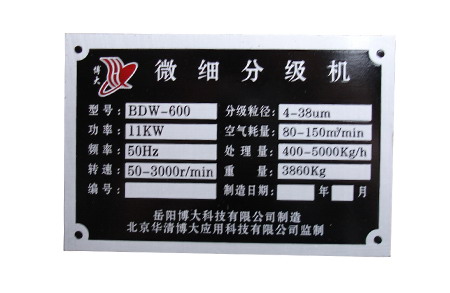 博大
微细分级机
型号: BDW-600 分级粒径: 4-38um
功率: 11KW 空气耗量: 80-150m³/min
频率: 50Hz 处理量: 400-5000Kg/h
转速: 50-3000r/min 重量: 3860Kg
编号: 制造日期: 年 月
岳阳博大科技有限公司制造
北京华清博大应用科技有限公司监制